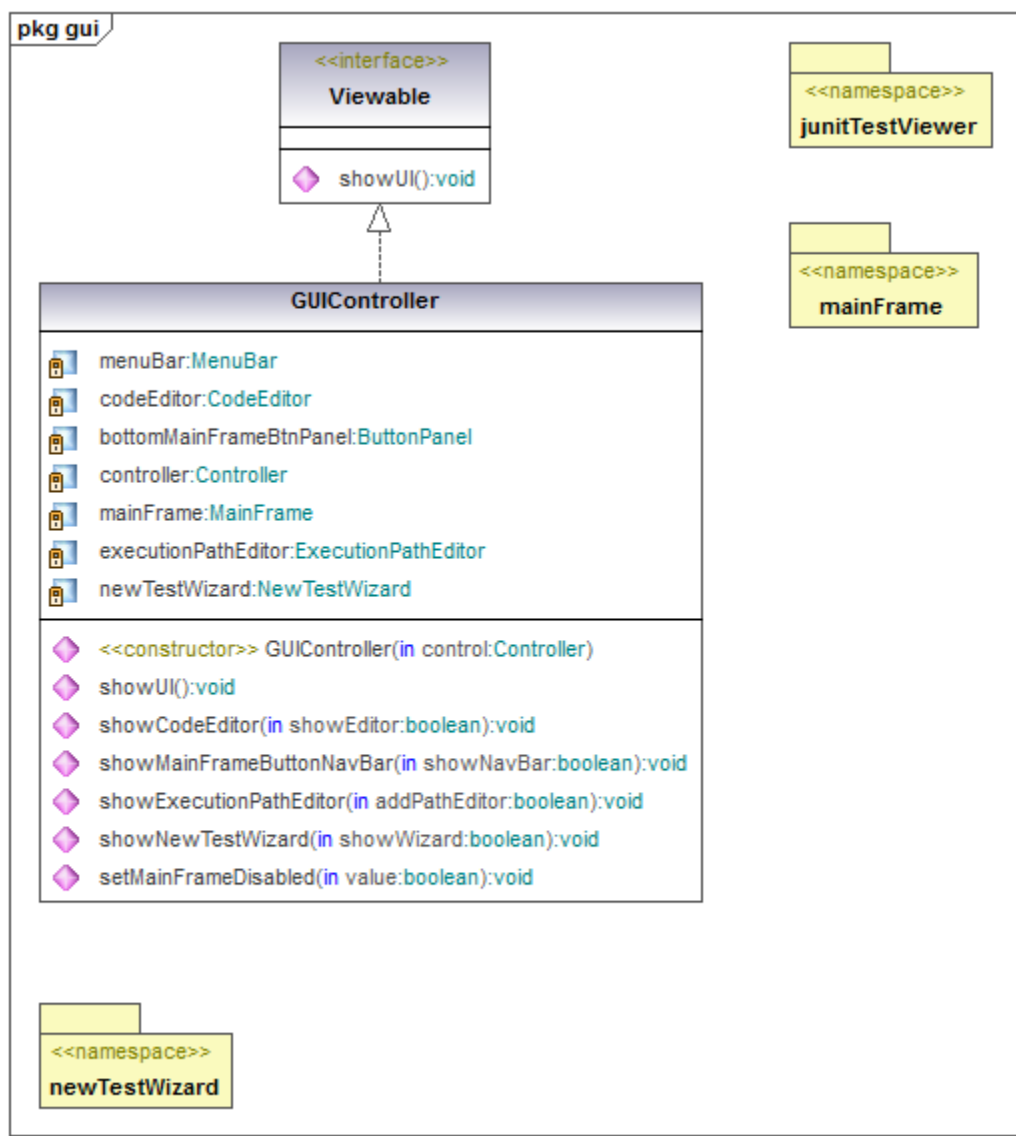 pkg gui
<<interface>>
Viewable
showUI():void
<<namespace>>
junitTestViewer
<<namespace>>
mainFrame
GUIController
menuBar:MenuBar
codeEditor:CodeEditor
bottomMainFrameBtnPanel:ButtonPanel
controller:Controller
mainFrame:MainFrame
executionPathEditor:ExecutionPathEditor
newTestWizard:NewTestWizard
<<constructor>> GUIController(in control:Controller)
showUI():void
showCodeEditor(in showEditor:boolean):void
showMainFrameButtonNavBar(in showNavBar:boolean):void
showExecutionPathEditor(in addPathEditor:boolean):void
showNewTestWizard(in showWizard:boolean):void
setMainFrameDisabled(in value:boolean):void
<<namespace>>
newTestWizard